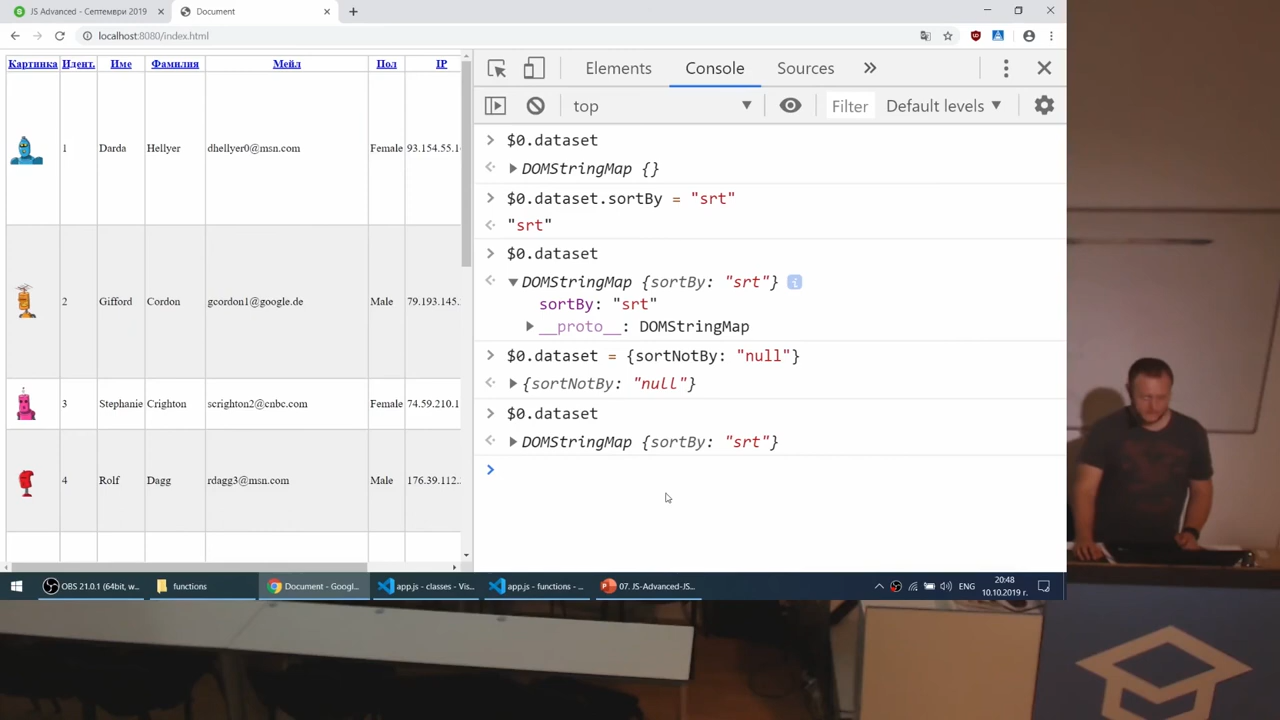 JS Advanced - Септември 2019
Document
localhost:8080/index.html
Картинка Идент. Име Фамилия Мейл Пол IP
1 Darda Hellyer dhellyer0@msn.com Female 93.154.55.1
2 Gifford Cordon gcordon1@google.de Male 79.193.145.
3 Stephanie Crighton scrighton2@cnbc.com Female 74.59.210.1
4 Rolf Dagg rdagg3@msn.com Male 176.39.112.
Elements Console Sources
top Filter Default levels
$0.dataset
DOMStringMap {}
$0.dataset.sortBy = "srt"
"srt"
$0.dataset
DOMStringMap {sortBy: "srt"}
sortBy: "srt"
__proto__: DOMStringMap
$0.dataset = {sortNotBy: "null"}
{sortNotBy: "null"}
$0.dataset
DOMStringMap {sortBy: "srt"}
OBS 21.0.1 (64bit, w...
functions
Document - Googl...
app.js - classes - Vis...
app.js - functions - ...
07. JS-Advanced-JS...
ЕНГ
20:48
10.10.2019 г.